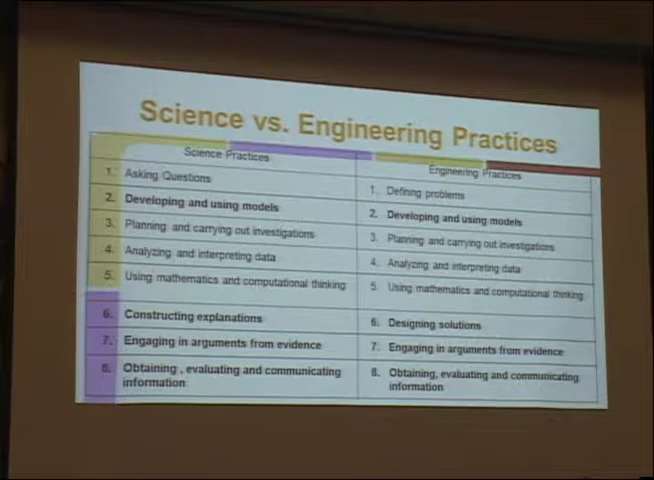 Science vs. Engineering Practices
Science Practices
Engineering Practices
1. Asking Questions
1. Defining problems
2. Developing and using models
2. Developing and using models
3. Planning and carrying out investigations
3. Planning and carrying out investigations
4. Analyzing and interpreting data
4. Analyzing and interpreting data
5. Using mathematics and computational thinking
5. Using mathematics and computational thinking
6. Constructing explanations
6. Designing solutions
7. Engaging in arguments from evidence
7. Engaging in arguments from evidence
8. Obtaining , evaluating and communicating
information
8. Obtaining, evaluating and communicating
information